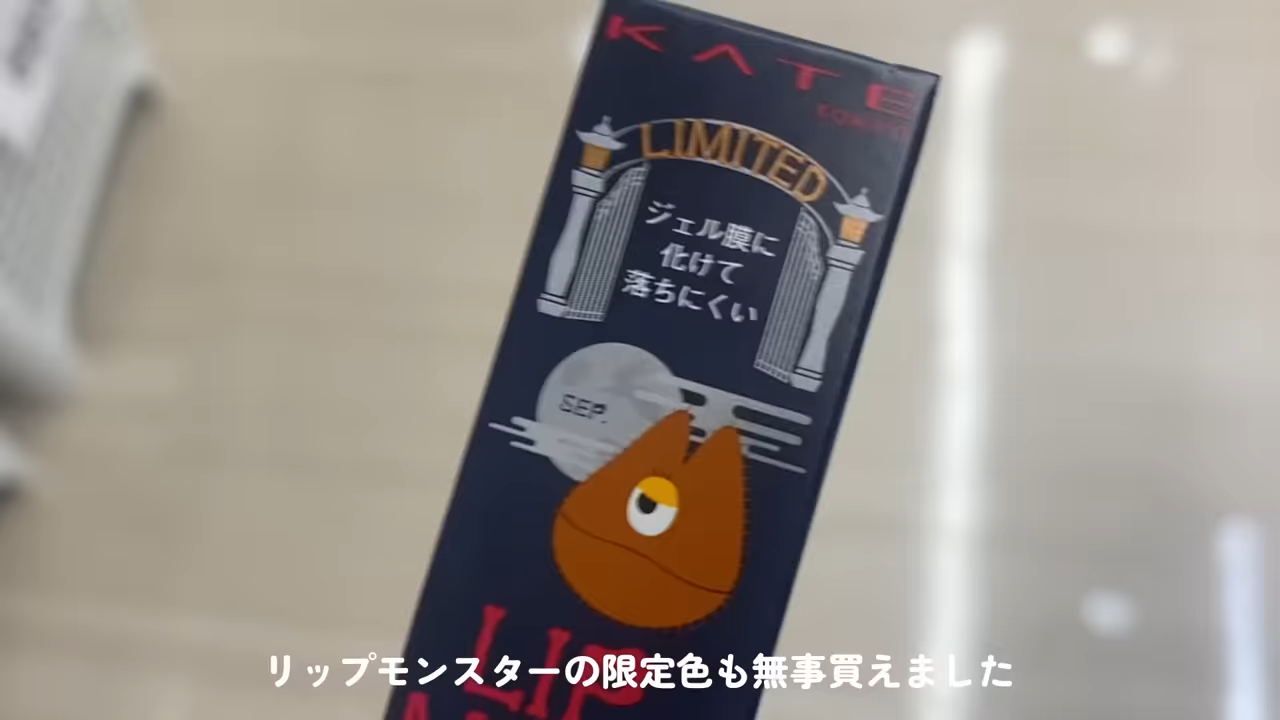 KATE
TOKYO
LIMITED
ジェル膜に
化けて
落ちにくい
SEP.
LIP
リップモンスターの限定色も無事買えました